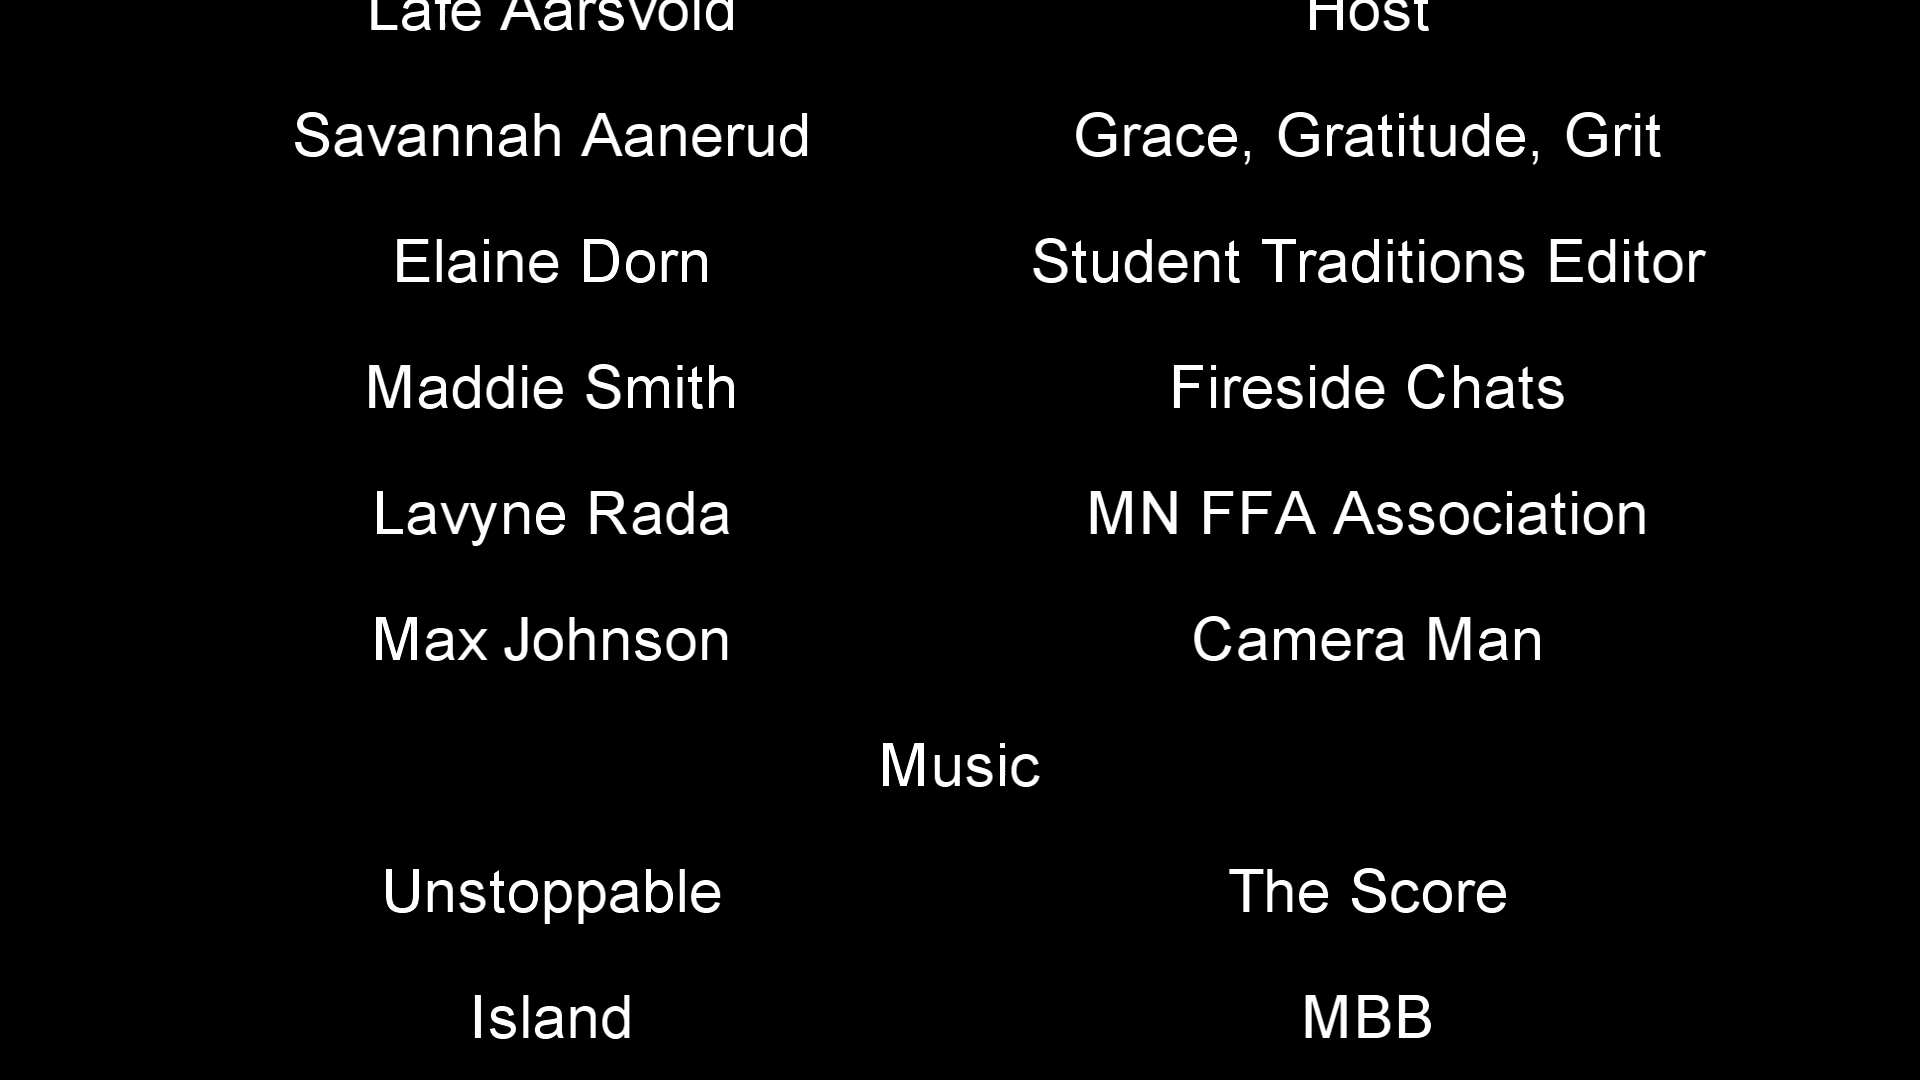 Lafe Aarsvold Host
Savannah Aanerud Grace, Gratitude, Grit
Elaine Dorn Student Traditions Editor
Maddie Smith Fireside Chats
Lavyne Rada MN FFA Association
Max Johnson Camera Man
Music
Unstoppable The Score
Island MBB